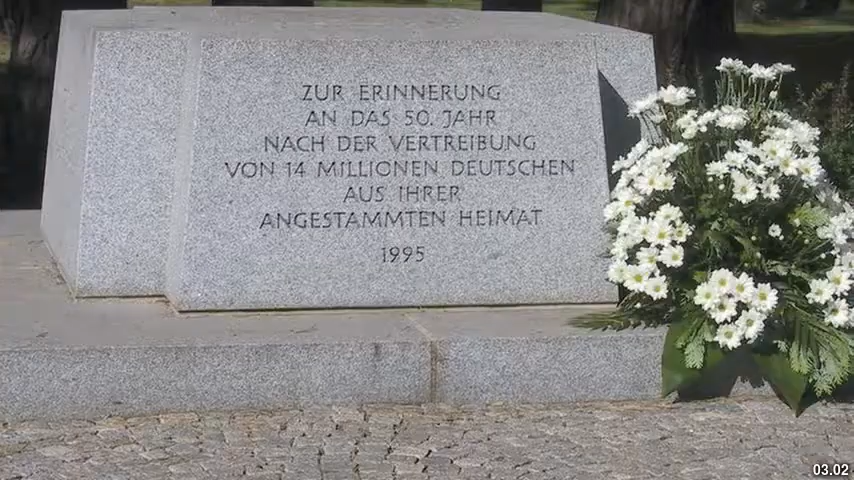 ZUR ERINNERUNG
AN DAS 50. JAHR
NACH DER VERTREIBUNG
VON 14 MILLIONEN DEUTSCHEN
AUS IHRER
ANGESTAMMTEN HEIMAT
1995
03.02